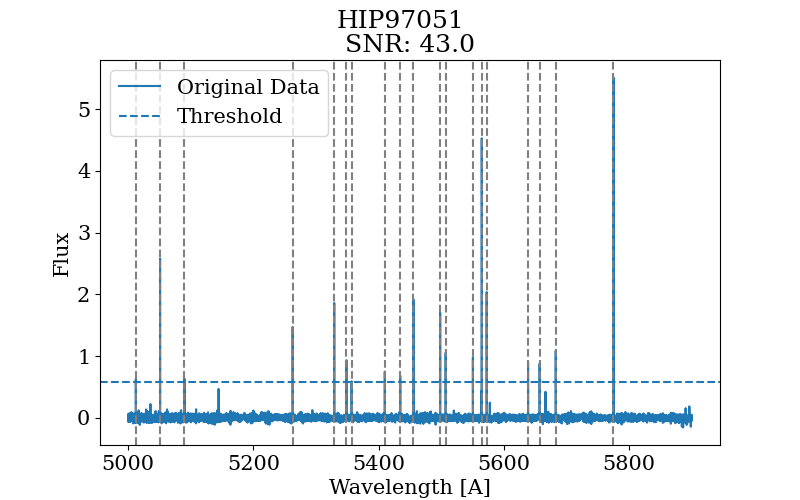 HIP97051
SNR: 43.0
Original Data
Threshold
5
4
3
2
1
0
Flux
5000 5200 5400 5600 5800
Wavelength [A]